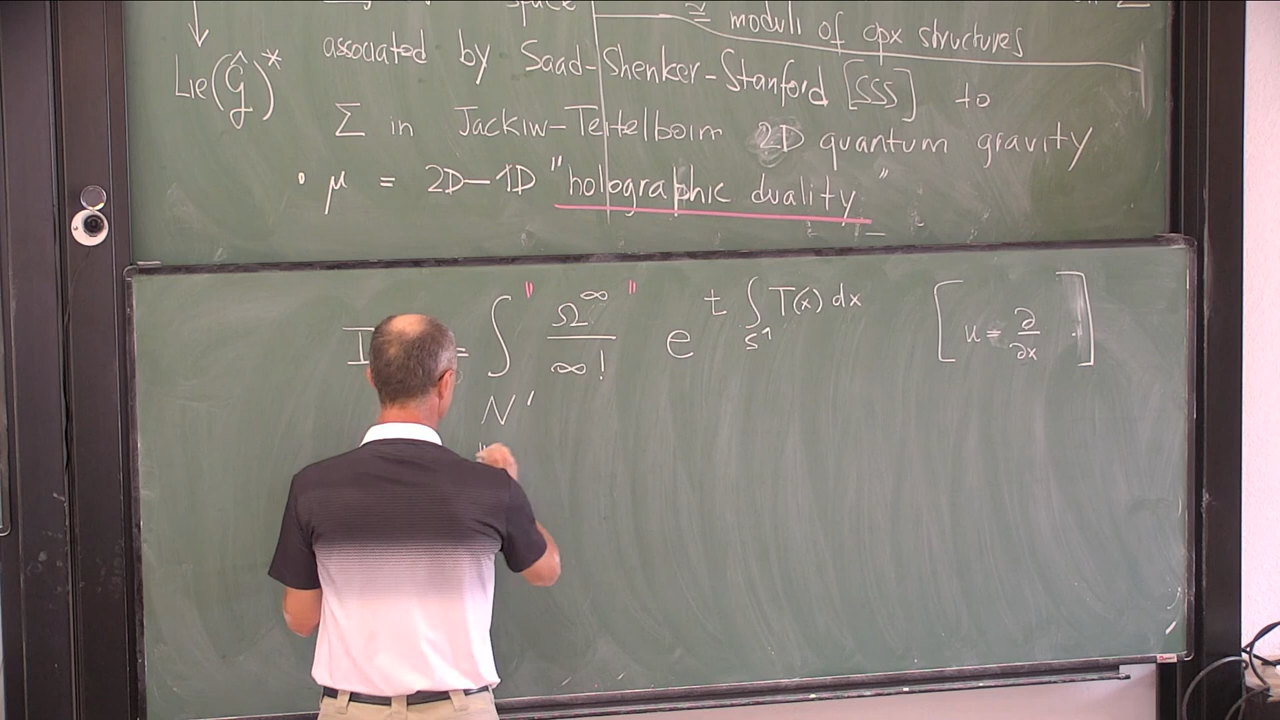 ≅ moduli of cpx structures
Lie(Ĝ)*
associated by Saad-Shenker-Stanford [SSS] to
Σ in Jackiw-Teitelboim 2D quantum gravity
• μ = 2D-1D "holographic duality"
I = ∫_{N'} "Ω^∞ / ∞!" e^{t ∫_{S¹} T(x) dx} [u = ∂/∂x]